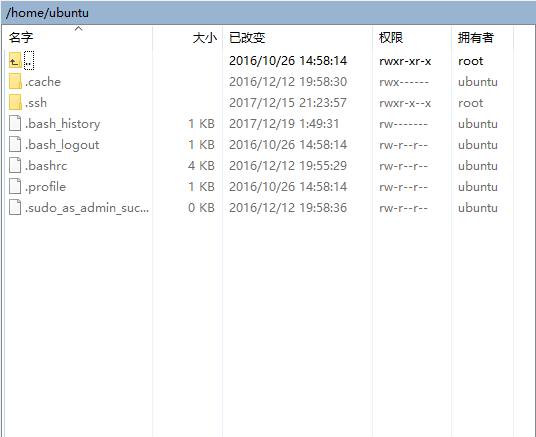 /home/ubuntu
名字 大小 已改变 权限 拥有者
.. 2016/10/26 14:58:14 rwxr-xr-x root
.cache 2016/12/12 19:58:30 rwx------ ubuntu
.ssh 2017/12/15 21:23:57 rwxr-x--x root
.bash_history 1 KB 2017/12/19 1:49:31 rw------- ubuntu
.bash_logout 1 KB 2016/10/26 14:58:14 rw-r--r-- ubuntu
.bashrc 4 KB 2016/12/12 19:55:29 rw-r--r-- ubuntu
.profile 1 KB 2016/10/26 14:58:14 rw-r--r-- ubuntu
.sudo_as_admin_suc... 0 KB 2016/12/12 19:58:36 rw-r--r-- ubuntu